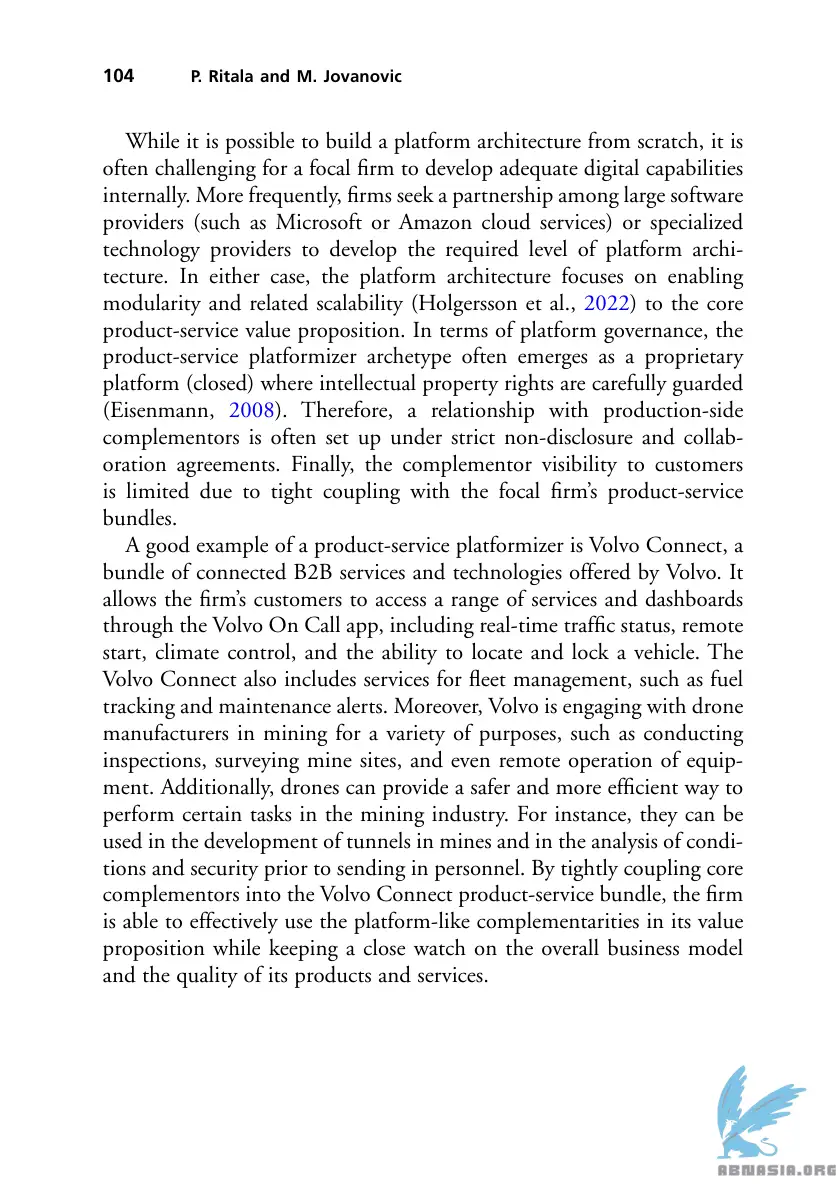 104 P. Ritala and M. Jovanovic
While it is possible to build a platform architecture from scratch, it is
often challenging for a focal firm to develop adequate digital capabilities
internally. More frequently, firms seek a partnership among large software
providers (such as Microsoft or Amazon cloud services) or specialized
technology providers to develop the required level of platform archi-
tecture. In either case, the platform architecture focuses on enabling
modularity and related scalability (Holgersson et al., 2022) to the core
product-service value proposition. In terms of platform governance, the
product-service platformizer archetype often emerges as a proprietary
platform (closed) where intellectual property rights are carefully guarded
(Eisenmann, 2008). Therefore, a relationship with production-side
complementors is often set up under strict non-disclosure and collab-
oration agreements. Finally, the complementor visibility to customers
is limited due to tight coupling with the focal firm's product-service
bundles.
A good example of a product-service platformizer is Volvo Connect, a
bundle of connected B2B services and technologies offered by Volvo. It
allows the firm's customers to access a range of services and dashboards
through the Volvo On Call app, including real-time traffic status, remote
start, climate control, and the ability to locate and lock a vehicle. The
Volvo Connect also includes services for fleet management, such as fuel
tracking and maintenance alerts. Moreover, Volvo is engaging with drone
manufacturers in mining for a variety of purposes, such as conducting
inspections, surveying mine sites, and even remote operation of equip-
ment. Additionally, drones can provide a safer and more efficient way to
perform certain tasks in the mining industry. For instance, they can be
used in the development of tunnels in mines and in the analysis of condi-
tions and security prior to sending in personnel. By tightly coupling core
complementors into the Volvo Connect product-service bundle, the firm
is able to effectively use the platform-like complementarities in its value
proposition while keeping a close watch on the overall business model
and the quality of its products and services.
ABNASIA.ORG